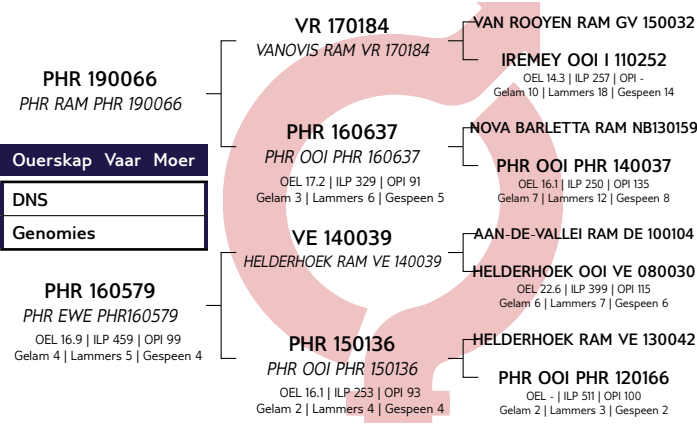 PHR 190066
PHR RAM PHR 190066
Ouerskap Vaar Moer
DNS
Genomies
PHR 160579
PHR EWE PHR160579
OEL 16.9 | ILP 459 | OPI 99
Gelam 4 | Lammers 5 | Gespeen 4
VR 170184
VANOVIS RAM VR 170184
PHR 160637
PHR OOI PHR 160637
OEL 17.2 | ILP 329 | OPI 91
Gelam 3 | Lammers 6 | Gespeen 5
VE 140039
HELDERHOEK RAM VE 140039
PHR 150136
PHR OOI PHR 150136
OEL 16.1 | ILP 253 | OPI 93
Gelam 2 | Lammers 4 | Gespeen 4
VAN ROOYEN RAM GV 150032
IREMEY OOI I 110252
OEL 14.3 | ILP 257 | OPI -
Gelam 10 | Lammers 18 | Gespeen 14
NOVA BARLETTA RAM NB130159
PHR OOI PHR 140037
OEL 16.1 | ILP 250 | OPI 135
Gelam 7 | Lammers 12 | Gespeen 8
AAN-DE-VALLEI RAM DE 100104
HELDERHOEK OOI VE 080030
OEL 22.6 | ILP 399 | OPI 115
Gelam 6 | Lammers 7 | Gespeen 6
HELDERHOEK RAM VE 130042
PHR OOI PHR 120166
OEL - | ILP 511 | OPI 100
Gelam 2 | Lammers 3 | Gespeen 2